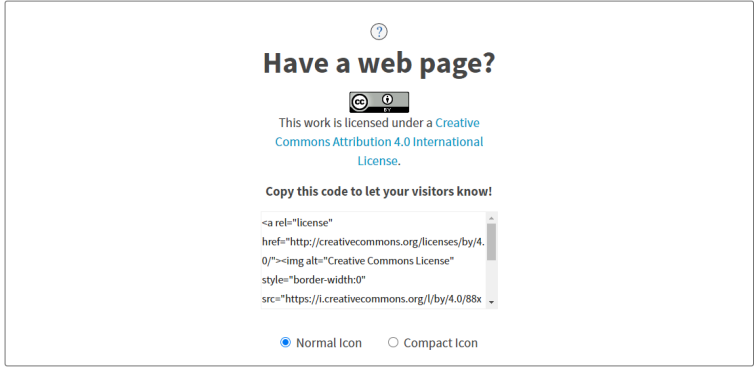 ?
Have a web page?
cc BY
This work is licensed under a Creative
Commons Attribution 4.0 International
License.
Copy this code to let your visitors know!
<a rel="license"
href="http://creativecommons.org/licenses/by/4.
0/"><img alt="Creative Commons License"
style="border-width:0"
src="https://i.creativecommons.org/l/by/4.0/88x
Normal Icon Compact Icon